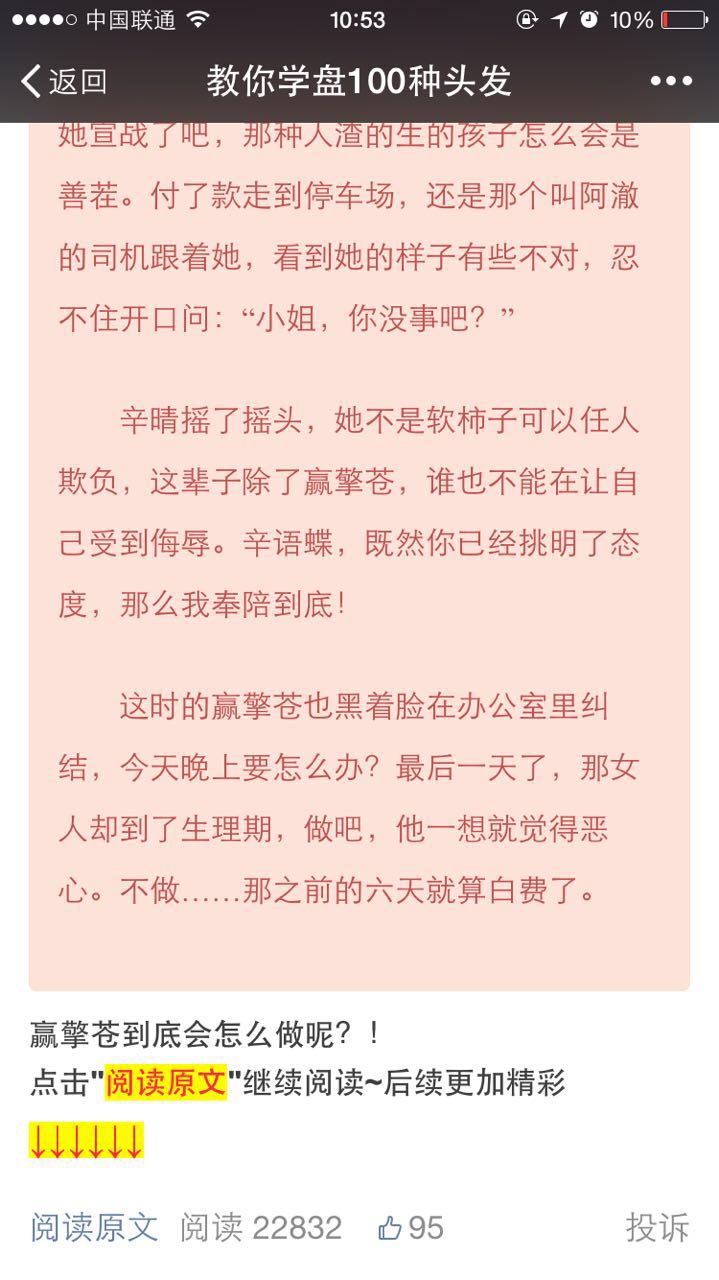 中国联通 10:53 10%
返回 教你学盘100种头发
她宣战了吧，那种人渣的生的孩子怎么会是
善茬。付了款走到停车场，还是那个叫阿澈
的司机跟着她，看到她的样子有些不对，忍
不住开口问：“小姐，你没事吧？”
辛晴摇了摇头，她不是软柿子可以任人
欺负，这辈子除了赢擎苍，谁也不能在让自
己受到侮辱。辛语蝶，既然你已经挑明了态
度，那么我奉陪到底！
这时的赢擎苍也黑着脸在办公室里纠
结，今天晚上要怎么办？最后一天了，那女
人却到了生理期，做吧，他一想就觉得恶
心。不做……那之前的六天就算白费了。
赢擎苍到底会怎么做呢？！
点击"阅读原文"继续阅读~后续更加精彩
↓↓↓↓↓↓
阅读原文 阅读 22832 95 投诉